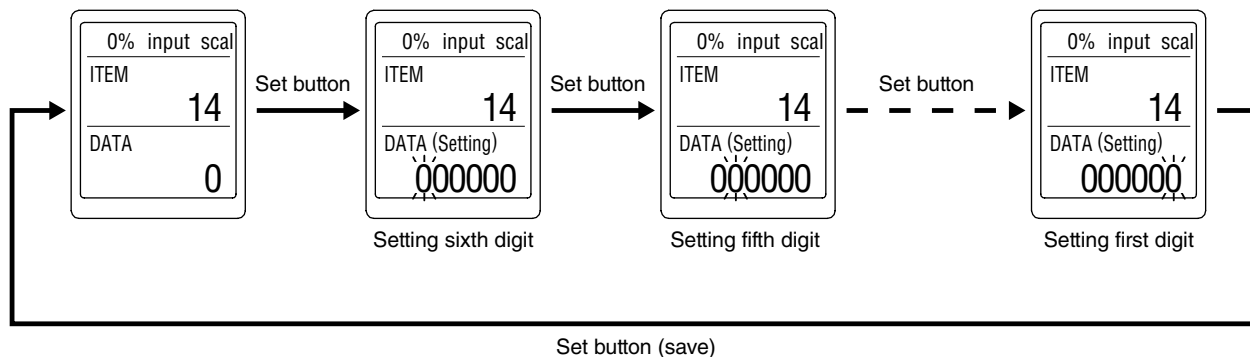 0% input scal
ITEM
14
DATA
0
Set button
0% input scal
ITEM
14
DATA (Setting)
000000
Setting sixth digit
Set button
0% input scal
ITEM
14
DATA (Setting)
000000
Setting fifth digit
Set button
0% input scal
ITEM
14
DATA (Setting)
000000
Setting first digit
Set button (save)